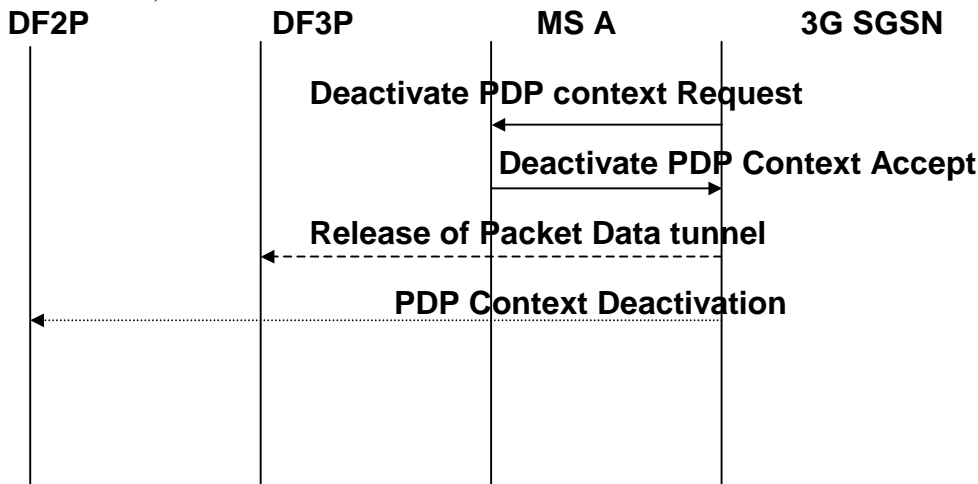 DF2P DF3P MS A 3G SGSN
Deactivate PDP context Request
Deactivate PDP Context Accept
Release of Packet Data tunnel
PDP Context Deactivation